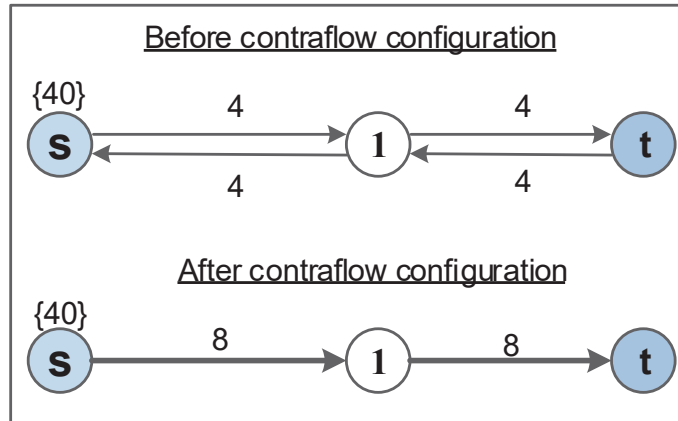 Before contraflow configuration
{40}
4 4
s 1 t
4 4
After contraflow configuration
{40}
8 8
s 1 t